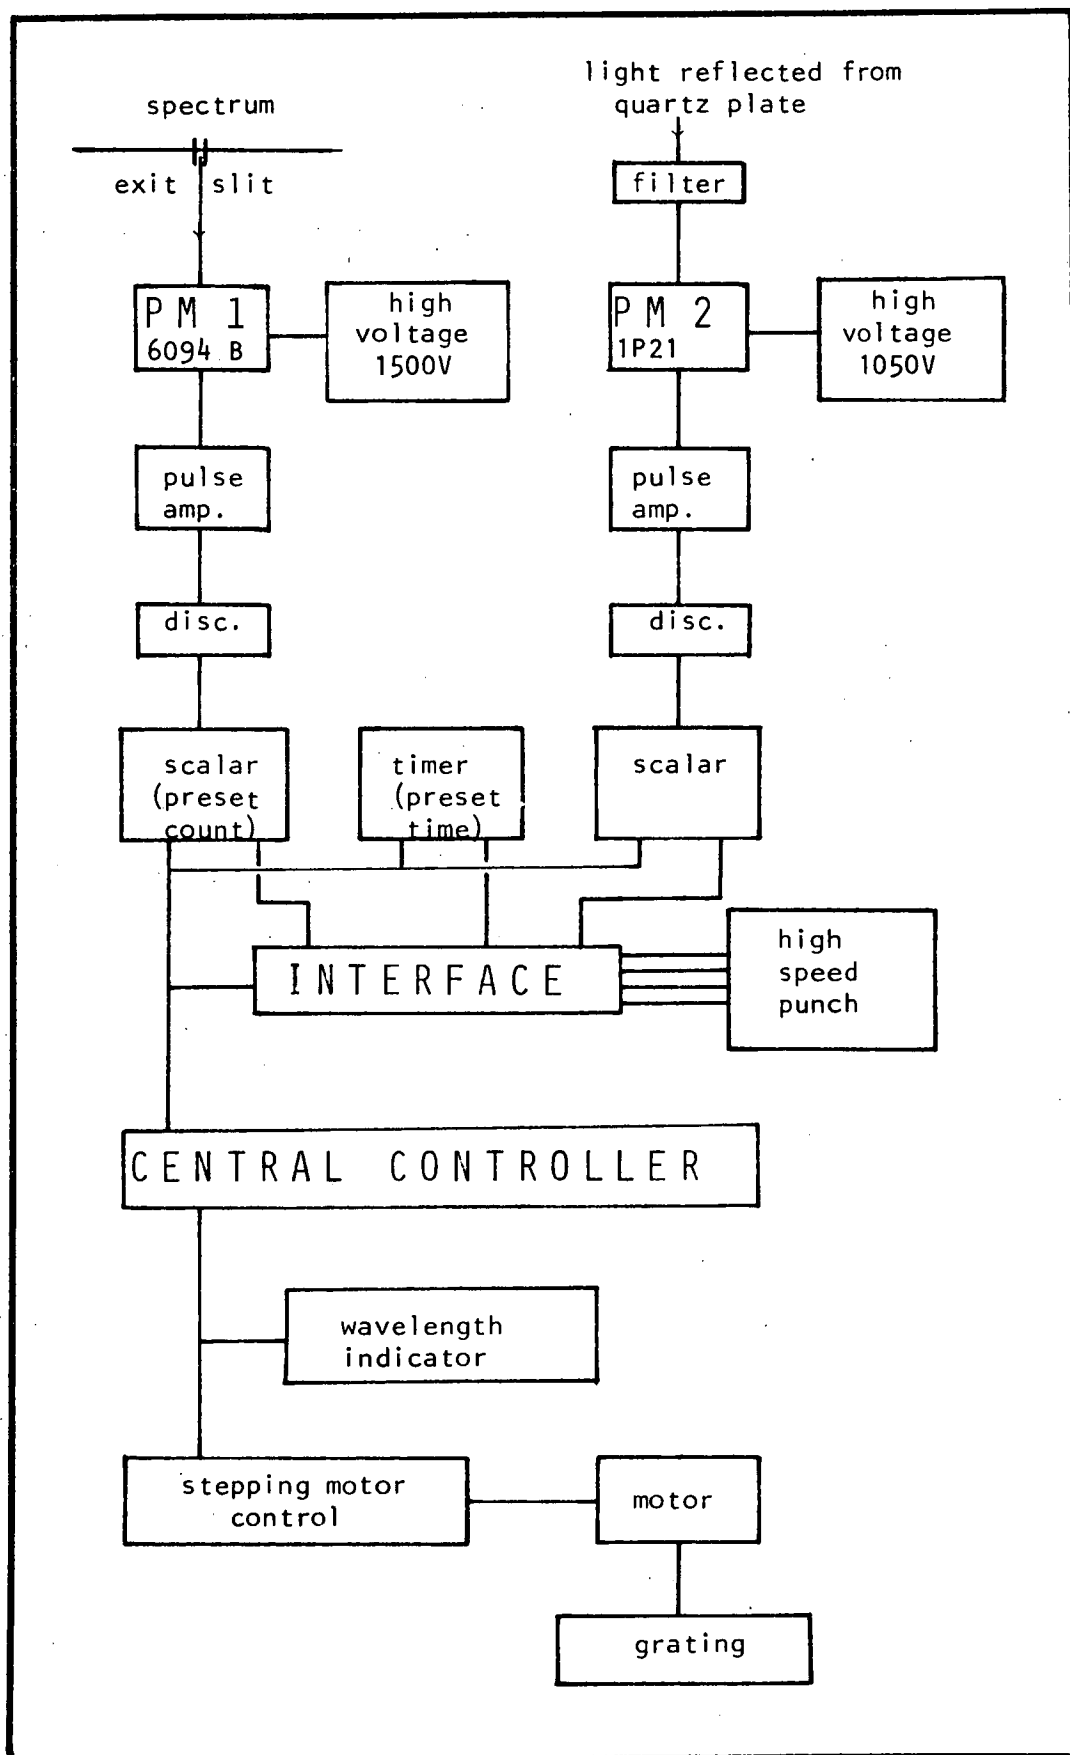 spectrum
exit slit
light reflected from
quartz plate
filter
PM 1
6094 B
high
voltage
1500V
PM 2
1P21
high
voltage
1050V
pulse
amp.
pulse
amp.
disc.
disc.
scalar
(preset
count)
timer
(preset
time)
scalar
INTERFACE
high
speed
punch
CENTRAL CONTROLLER
wavelength
indicator
stepping motor
control
motor
grating